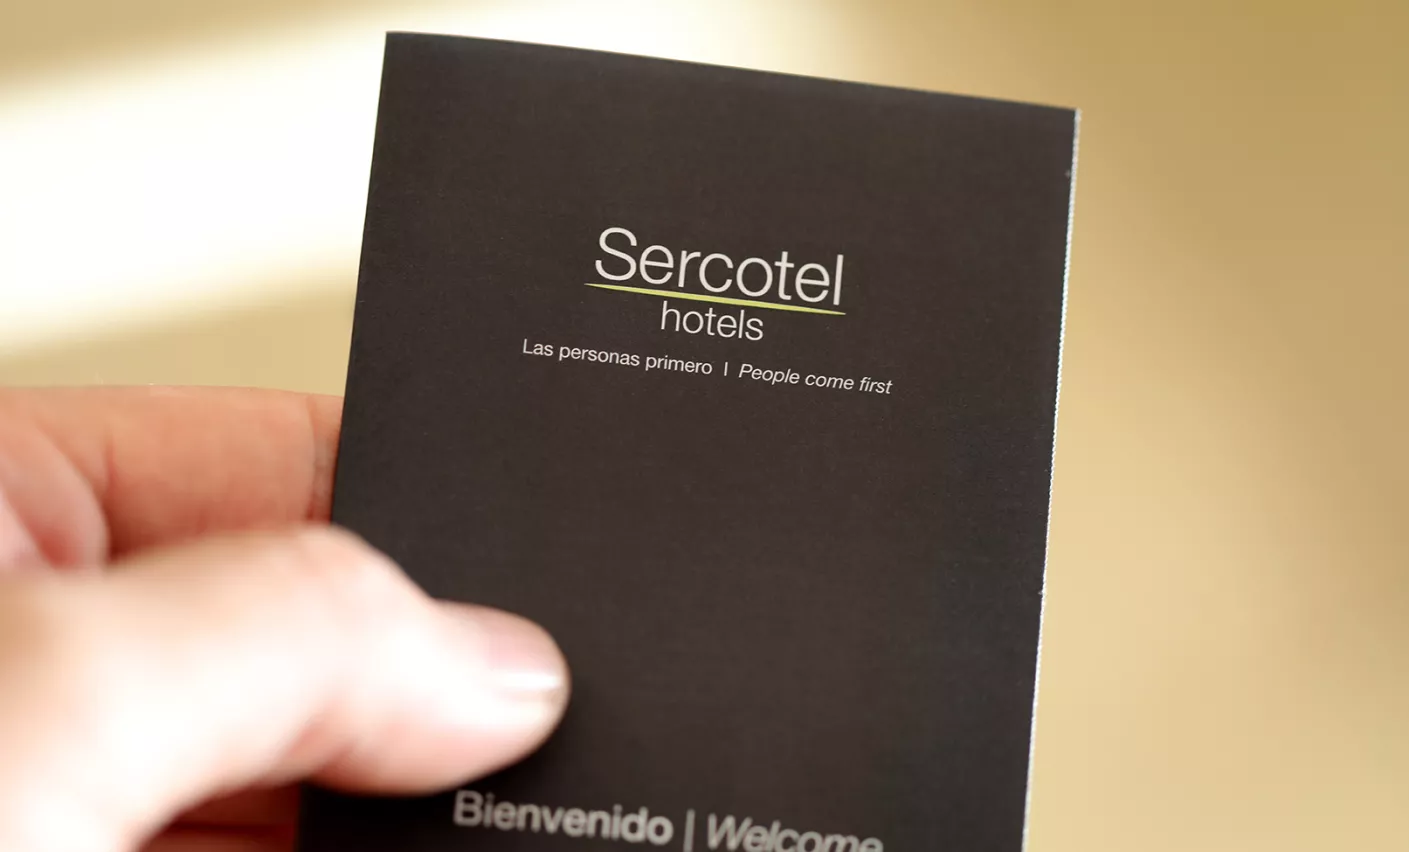 Sercotel
hotels
Las personas primero | People come first
Bienvenido | Welcome